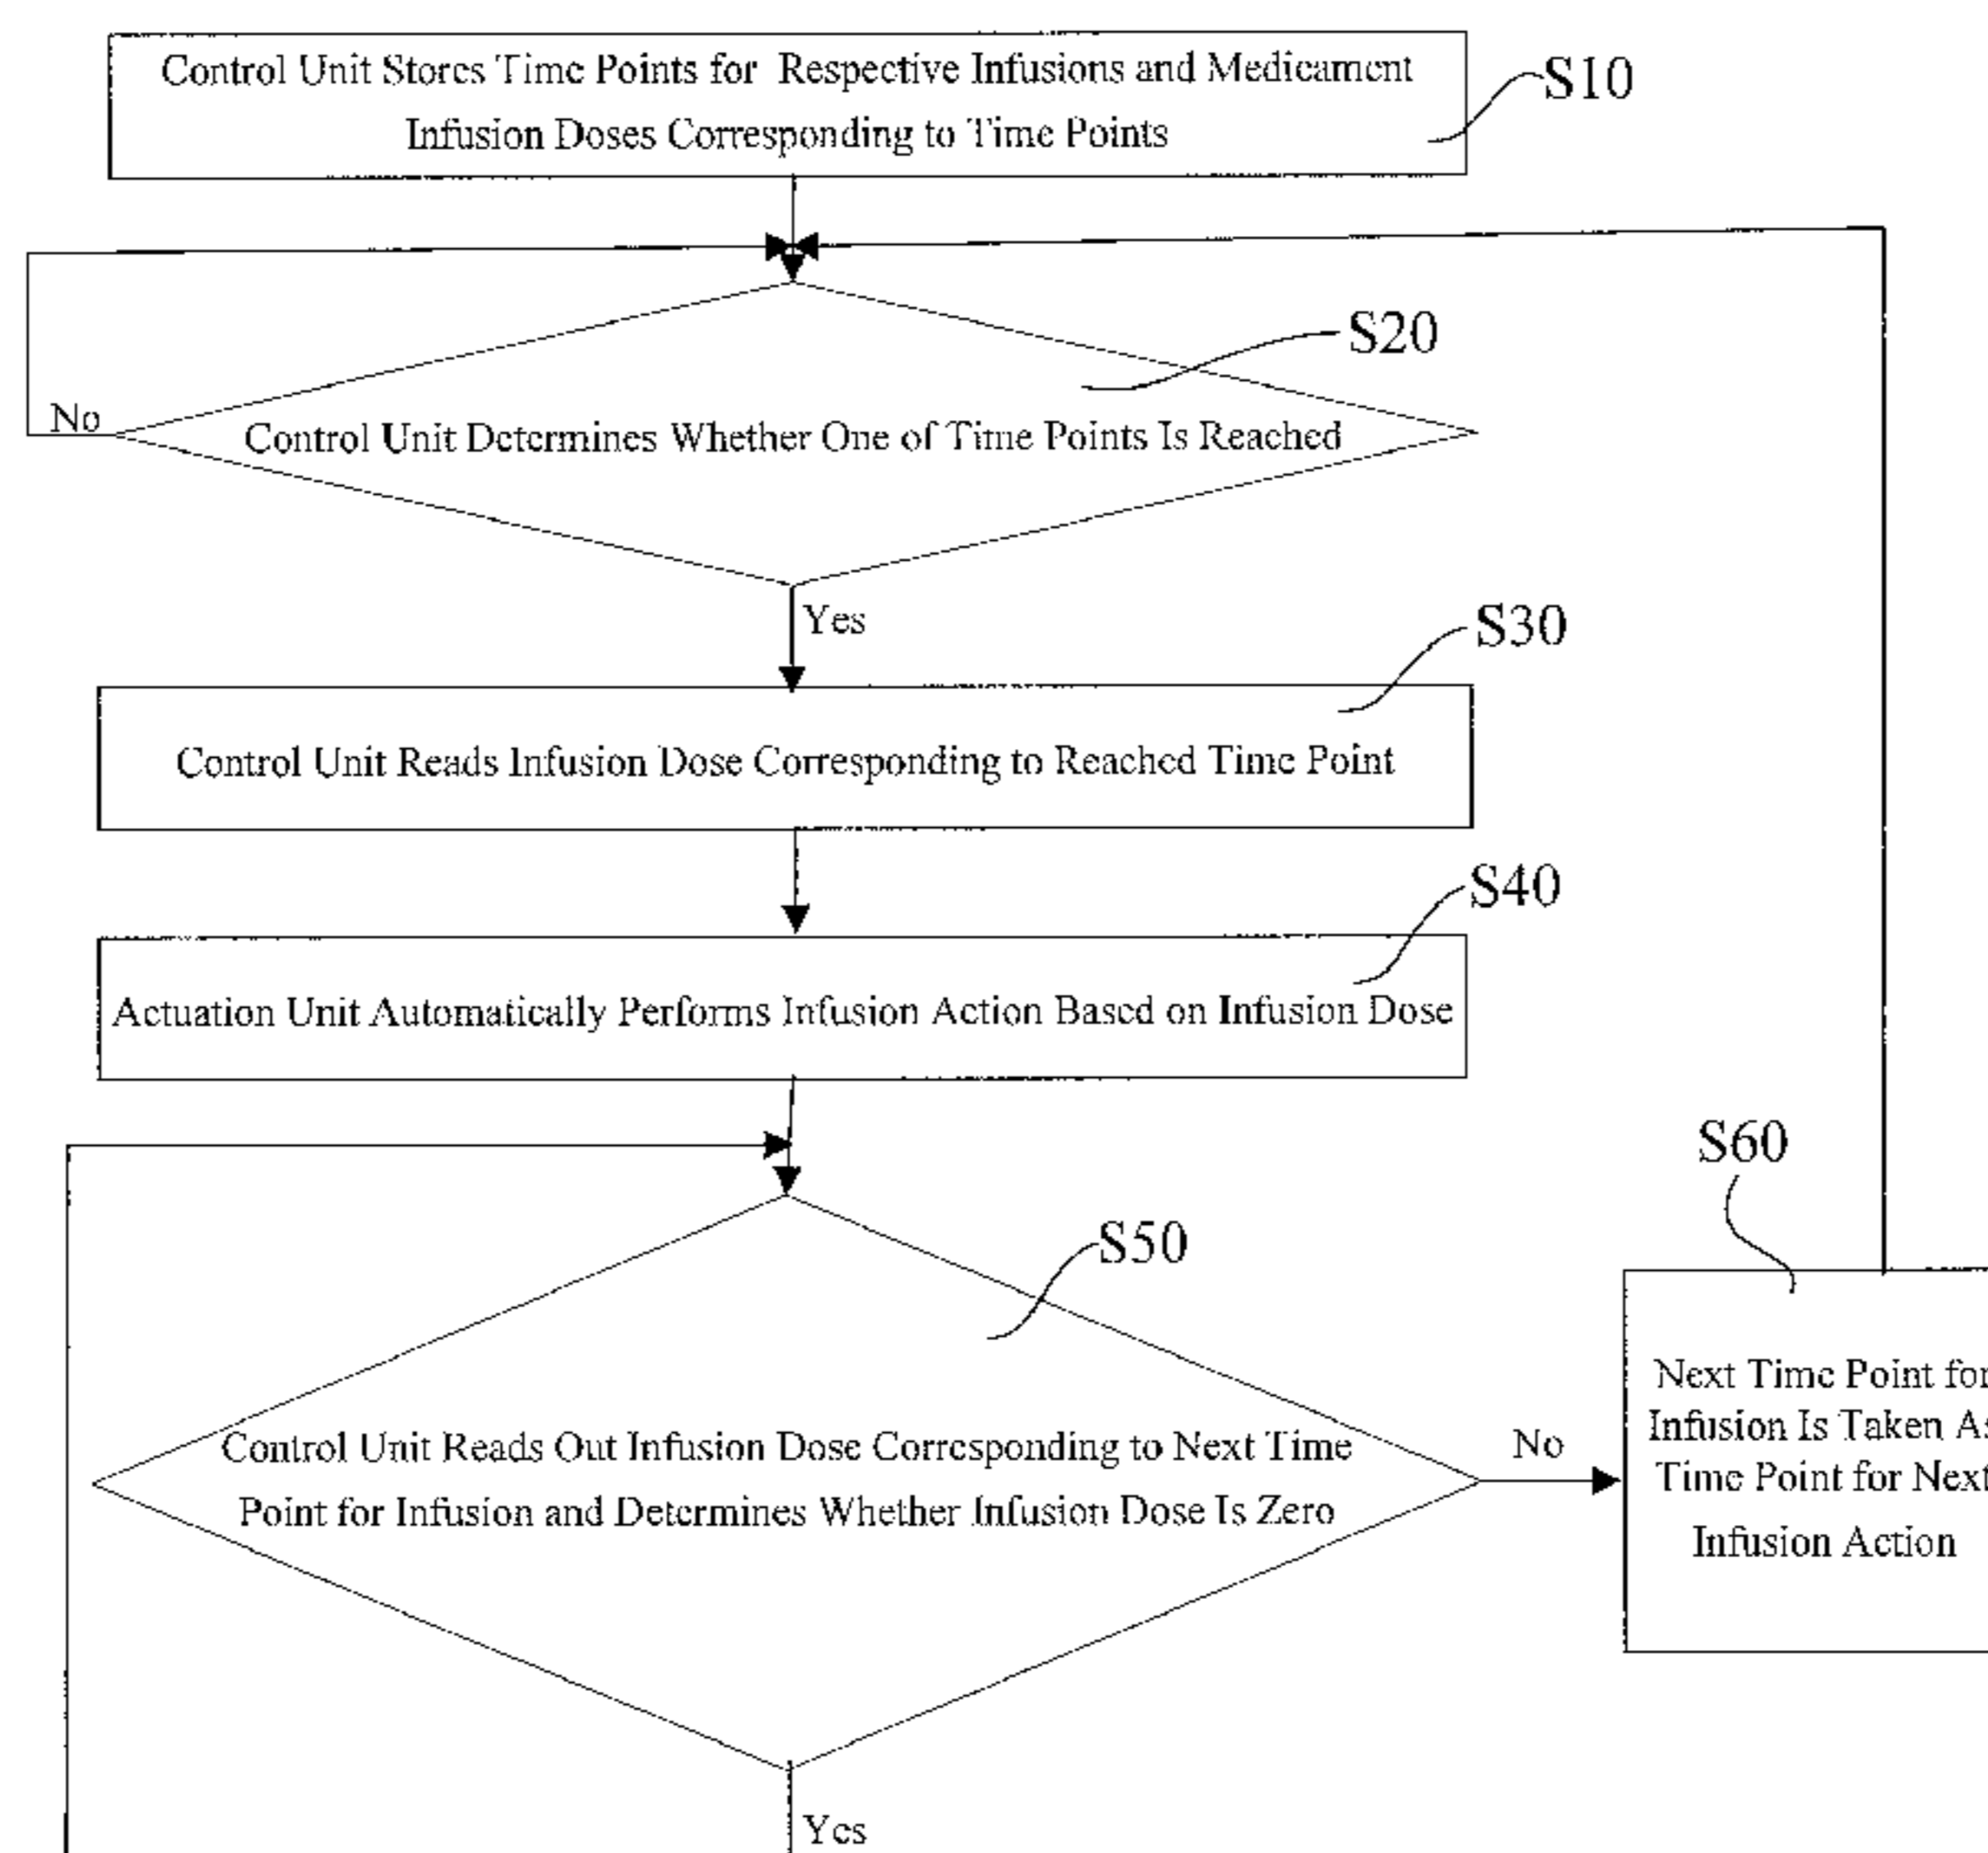 Control Unit Stores Time Points for Respective Infusions and Medicament
Infusion Doses Corresponding to Time Points
S10
S20
No
Control Unit Determines Whether One of Time Points Is Reached
Yes
S30
Control Unit Reads Infusion Dose Corresponding to Reached Time Point
S40
Actuation Unit Automatically Performs Infusion Action Based on Infusion Dose
S50
Control Unit Reads Out Infusion Dose Corresponding to Next Time
Point for Infusion and Determines Whether Infusion Dose Is Zero
No
S60
Next Time Point for
Infusion Is Taken As
Time Point for Next
Infusion Action
Yes